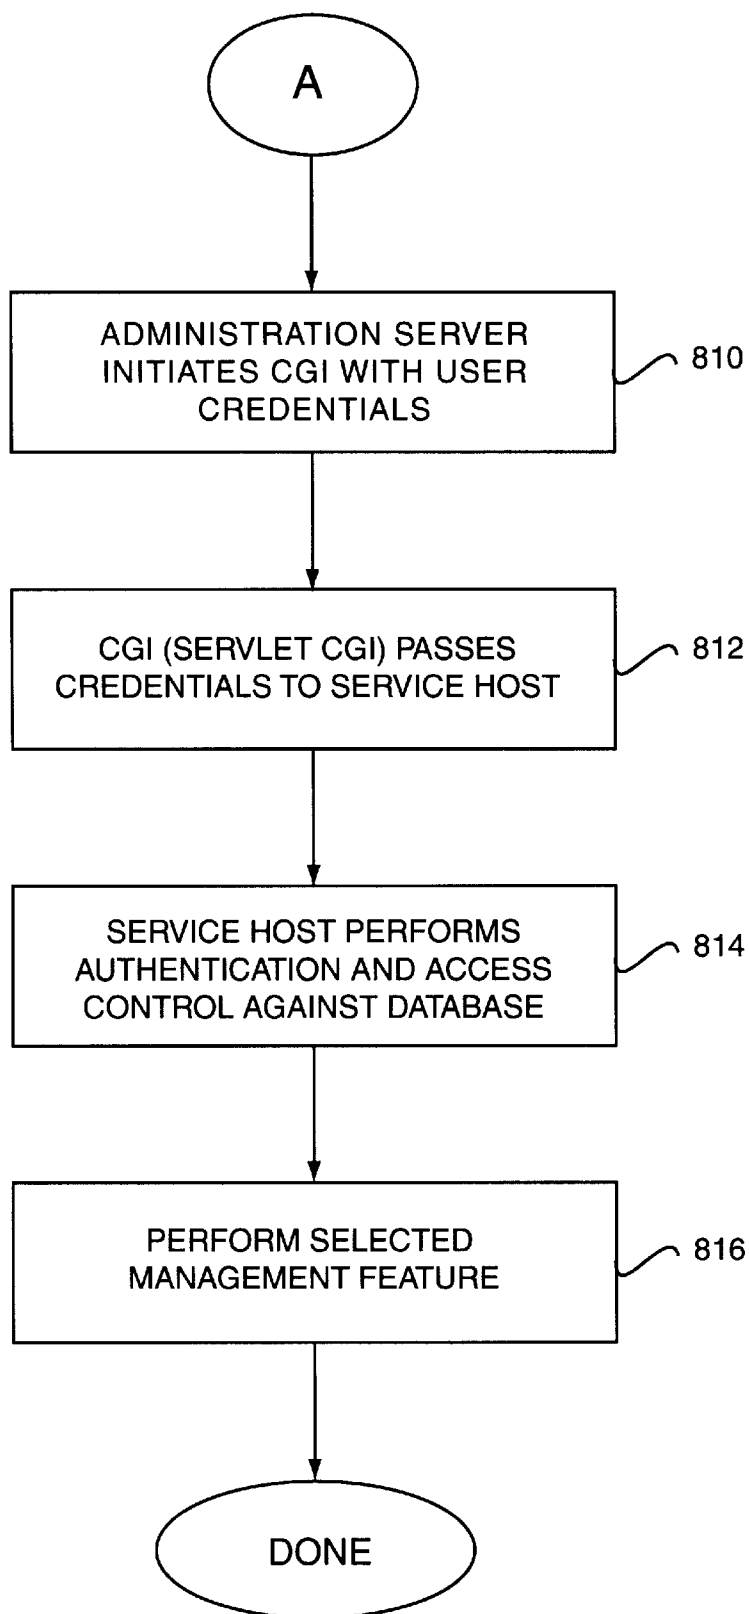 A
ADMINISTRATION SERVER
INITIATES CGI WITH USER
CREDENTIALS
810
CGI (SERVLET CGI) PASSES
CREDENTIALS TO SERVICE HOST
812
SERVICE HOST PERFORMS
AUTHENTICATION AND ACCESS
CONTROL AGAINST DATABASE
814
PERFORM SELECTED
MANAGEMENT FEATURE
816
DONE